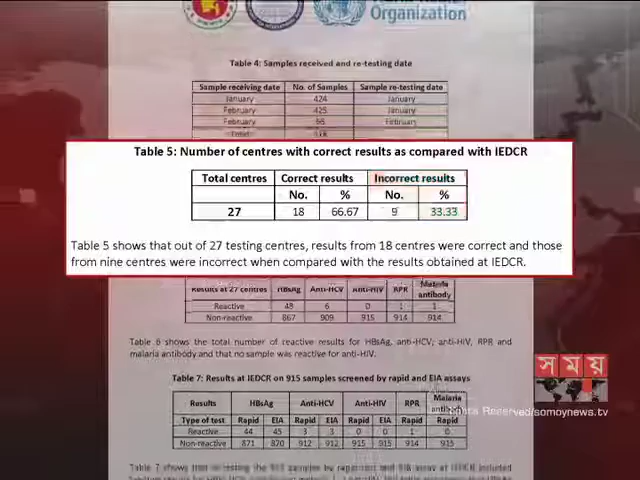 Organization
Table 4: Samples received and re-testing date
Sample receiving date No. of Samples Sample re-testing date
January 424 January
February 425 January
February February
Table 5: Number of centres with correct results as compared with IEDCR
Total centres Correct results Incorrect results
No. % No. %
27 18 66.67 9 33.33
Table 5 shows that out of 27 testing centres, results from 18 centres were correct and those
from nine centres were incorrect when compared with the results obtained at IEDCR.
Results at 27 centres HBsAg Anti-HCV Anti-HIV RPR Malaria
antibody
Reactive 48 6 0 1 1
Non-reactive 867 909 915 914 914
Table 6 shows the total number of reactive results for HBsAg, anti-HCV; anti-HIV, RPR and
malaria antibody and that no sample was reactive for anti-HIV.
Table 7: Results at IEDCR on 915 samples screened by rapid and EIA assays
Results HBsAg Anti-HCV Anti-HIV RPR Malaria
antibody
Type of test Rapid EIA Rapid EIA Rapid EIA Rapid Rapid
Reactive 44 45 3 3 0 0 1 0
Non-reactive 871 870 912 912 915 915 914 915
সময়
Reserved/somoynews.tv